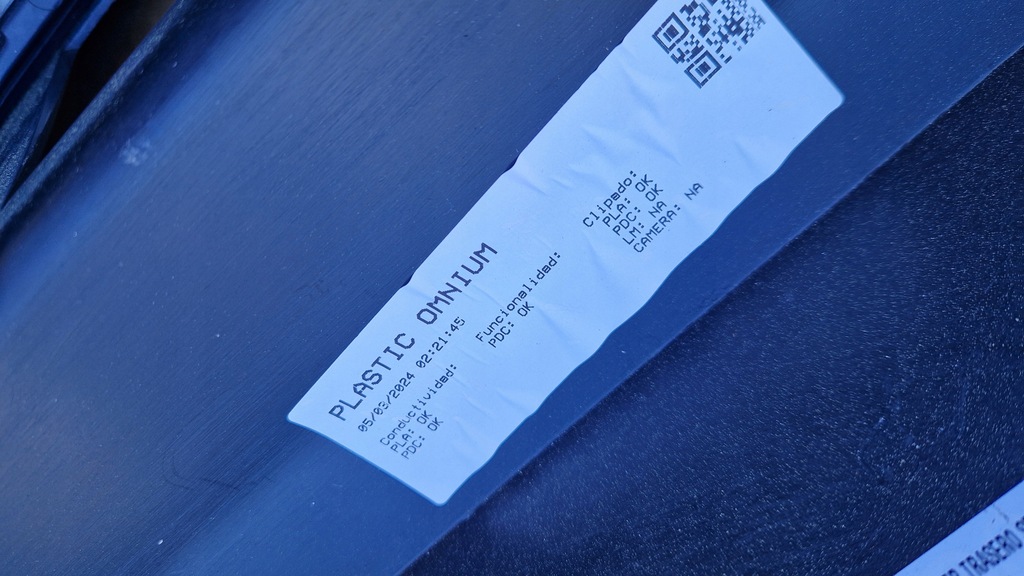 PLASTIC OMNIUM
05/03/2024 02:21:45
Conductividad:
PLA: OK
PDC: OK
Funcionalidad:
PDC: OK
Clipado:
PLA: OK
PDC: OK
LM: NA
CAMERA: NA
TRASERO